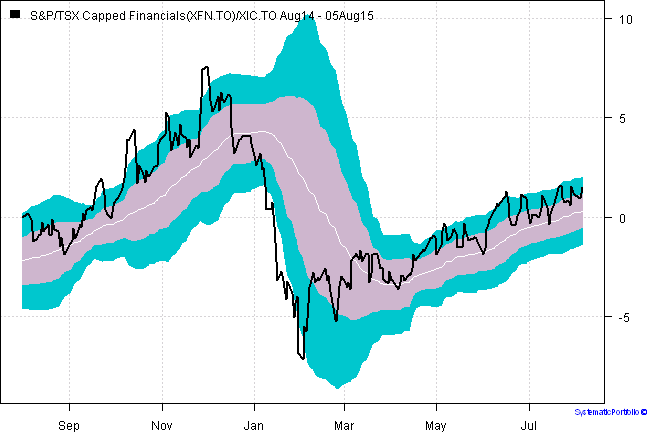 S&P/TSX Capped Financials(XFN.TO)/XIC.TO Aug14 - 05Aug15
10
5
0
-5
Sep Nov Jan Mar May Jul
SystematicPortfolio ©